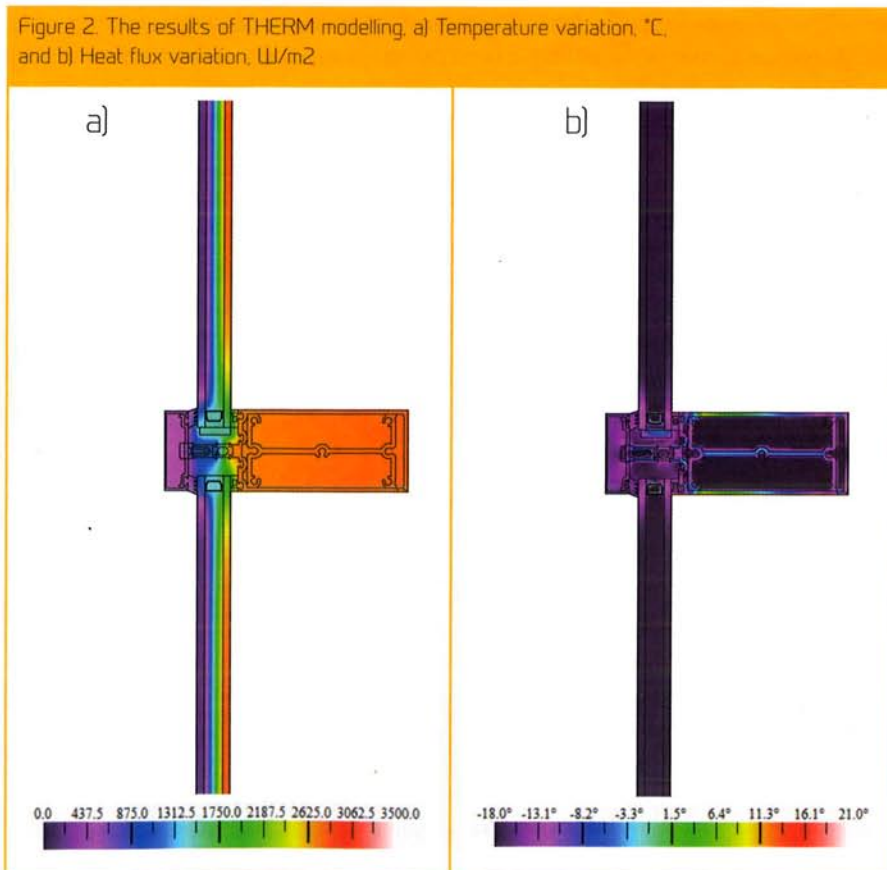 Figure 2. The results of THERM modelling, a) Temperature variation, °C,
and b) Heat flux variation, W/m2
a)
b)
0.0 437.5 875.0 1312.5 1750.0 2187.5 2625.0 3062.5 3500.0
-18.0° -13.1° -8.2° -3.3° 1.5° 6.4° 11.3° 16.1° 21.0°